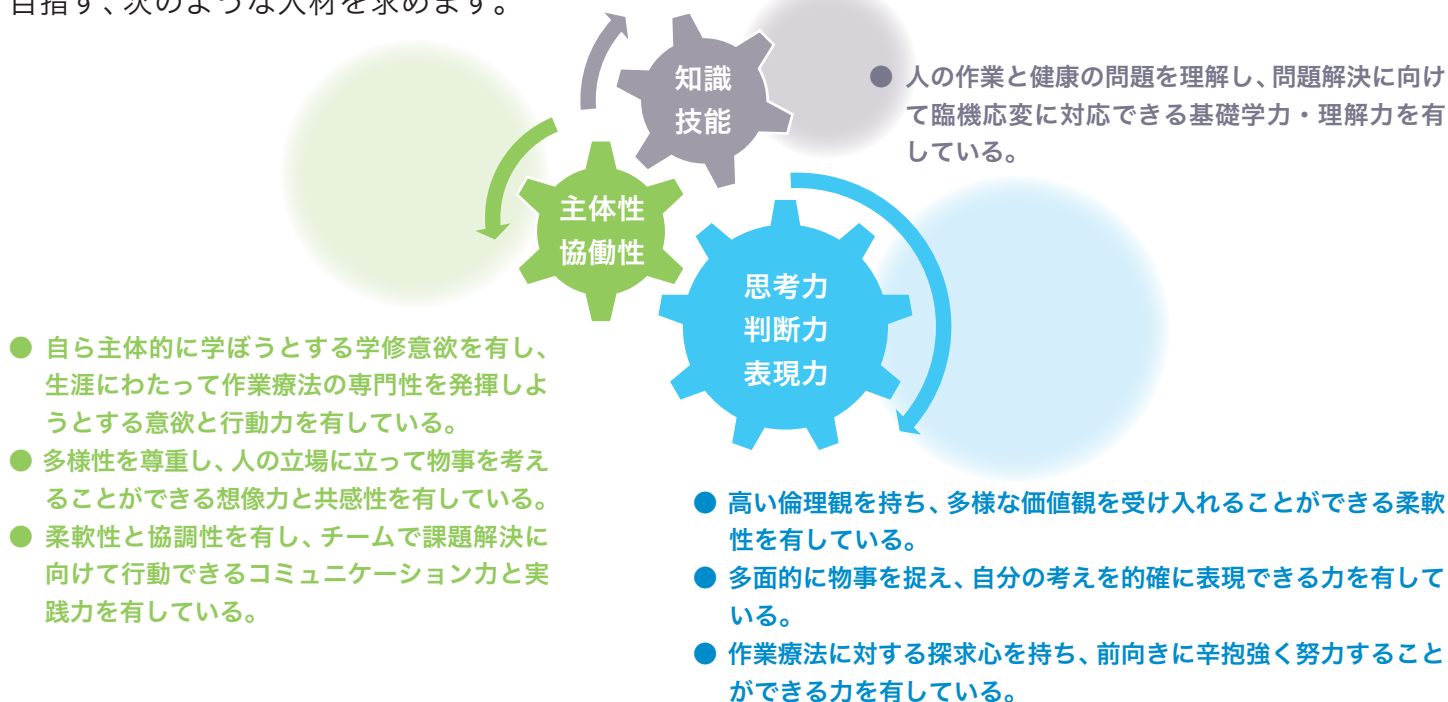 目指す、次のような人材を求めます。
知識
技能
● 人の作業と健康の問題を理解し、問題解決に向け
て臨機応変に対応できる基礎学力・理解力を有
している。
主体性
協働性
思考力
判断力
表現力
● 自ら主体的に学ぼうとする学修意欲を有し、
生涯にわたって作業療法の専門性を発揮しよ
うとする意欲と行動力を有している。
● 多様性を尊重し、人の立場に立って物事を考え
ることができる想像力と共感性を有している。
● 柔軟性と協調性を有し、チームで課題解決に
向けて行動できるコミュニケーション力と実
践力を有している。
● 高い倫理観を持ち、多様な価値観を受け入れることができる柔軟
性を有している。
● 多面的に物事を捉え、自分の考えを的確に表現できる力を有して
いる。
● 作業療法に対する探求心を持ち、前向きに辛抱強く努力すること
ができる力を有している。